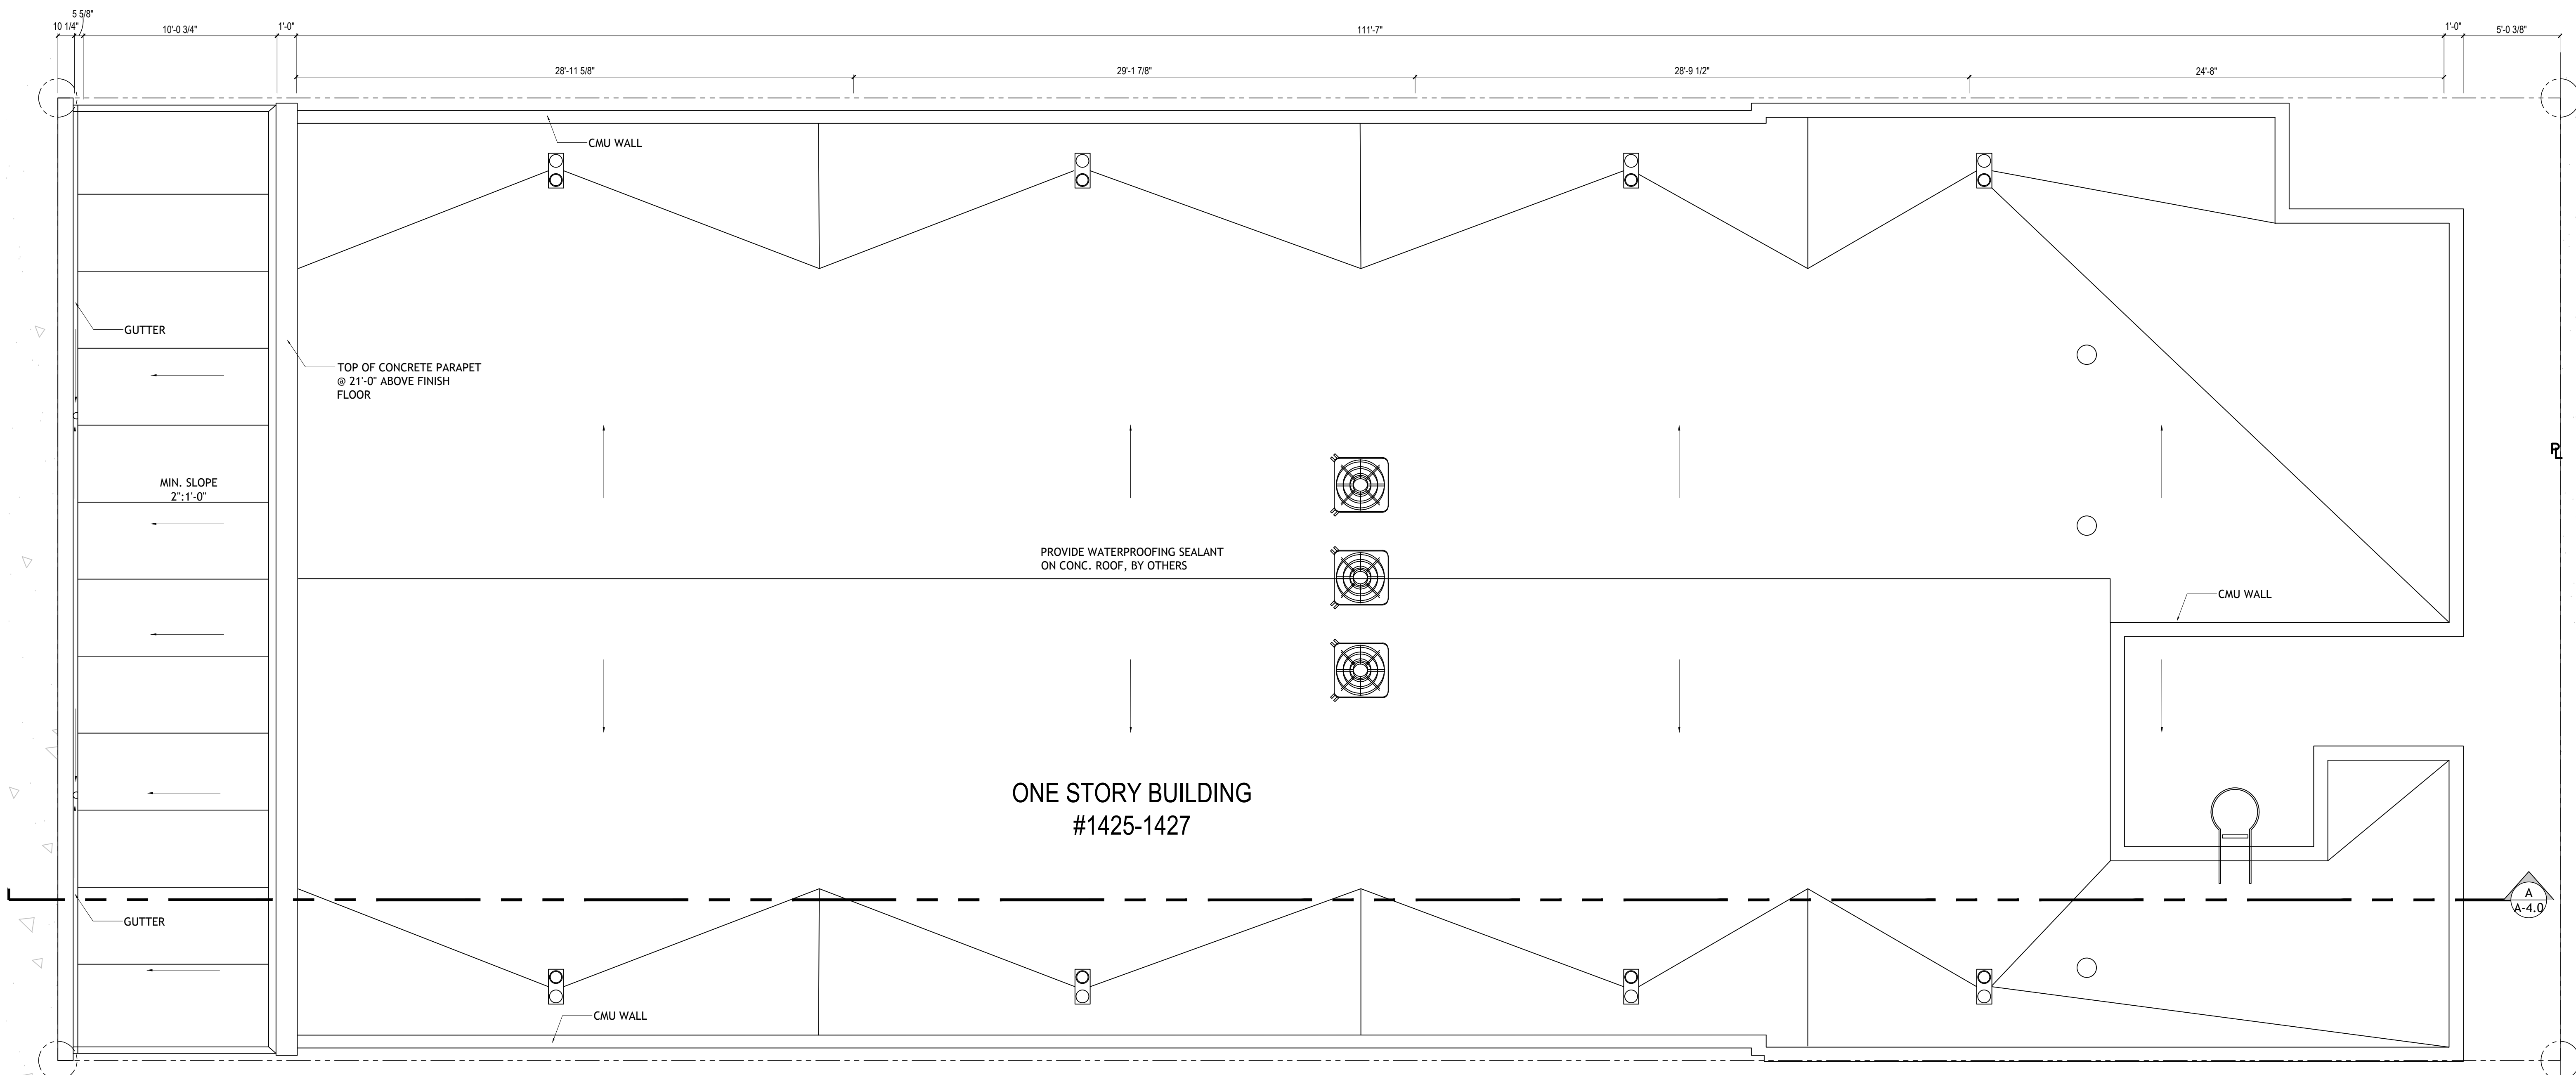 5 5/8"
10 1/4"
10'-0 3/4"
1'-0"
111'-7"
1'-0"
5'-0 3/8"
28'-11 5/8"
29'-1 7/8"
28'-9 1/2"
24'-8"
CMU WALL
GUTTER
TOP OF CONCRETE PARAPET
@ 21'-0" ABOVE FINISH
FLOOR
PL
MIN. SLOPE
2":1'-0"
PROVIDE WATERPROOFING SEALANT
ON CONC. ROOF, BY OTHERS
CMU WALL
ONE STORY BUILDING
#1425-1427
A
A-4.0
GUTTER
CMU WALL